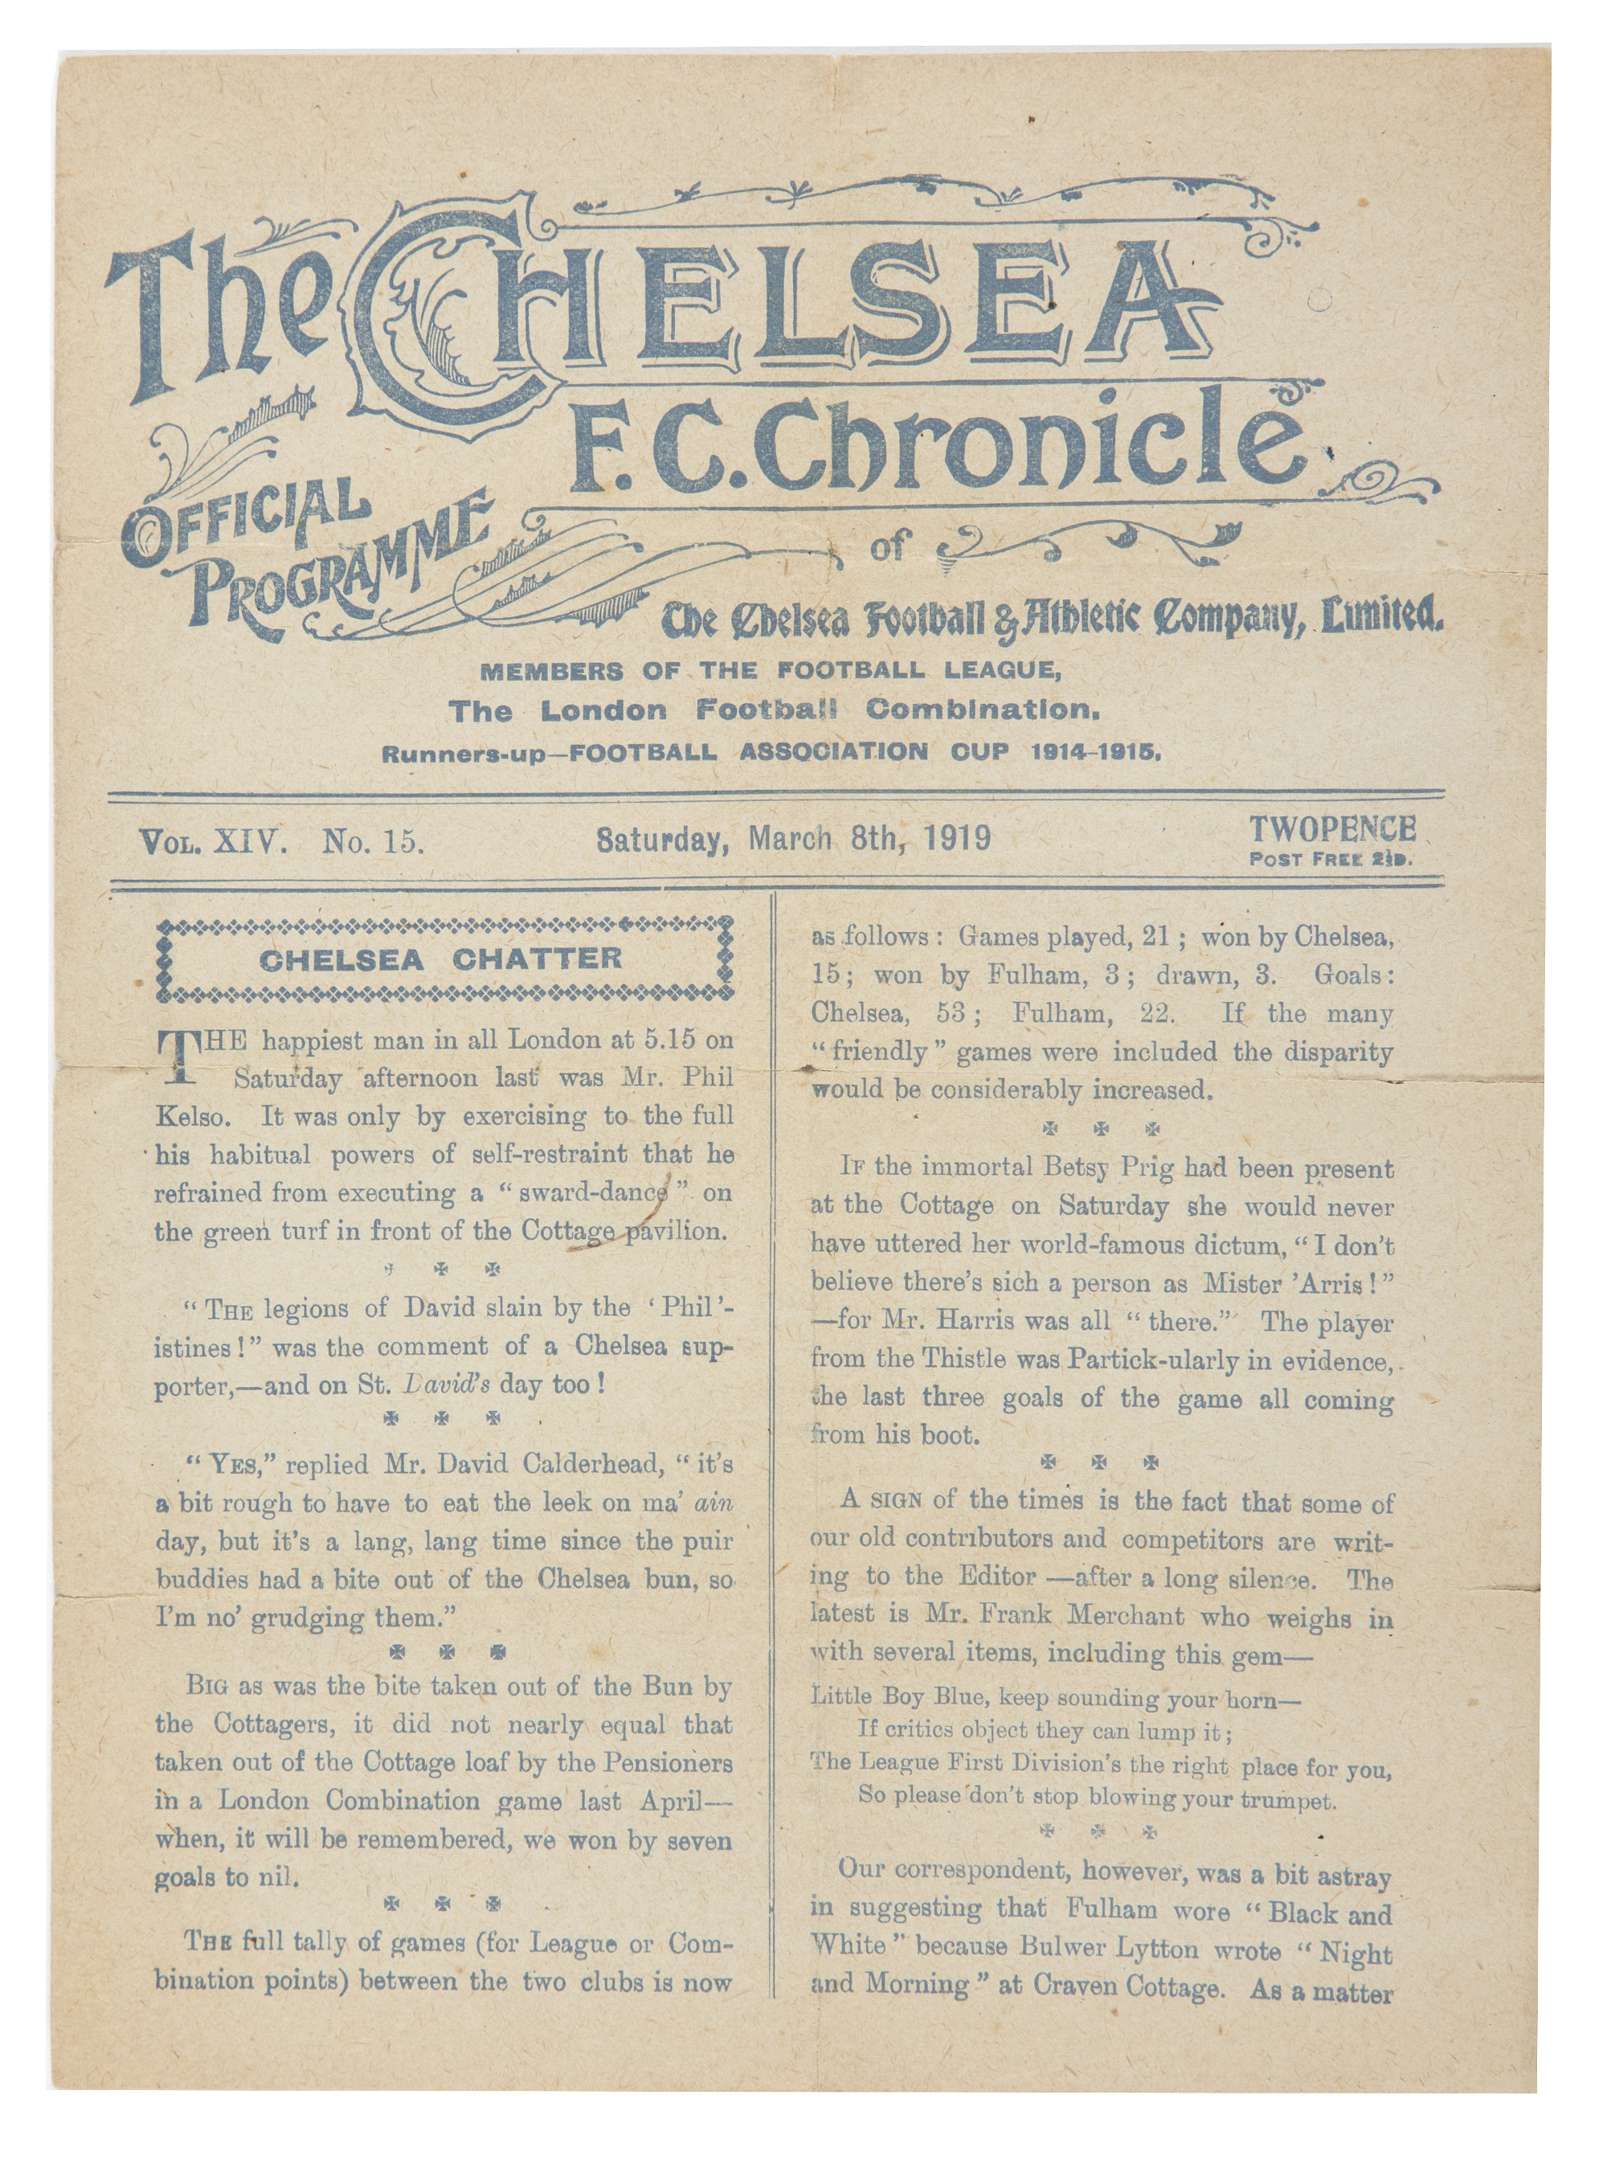 The CHELSEA
F.C. Chronicle
OFFICIAL
PROGRAMME
of
The Chelsea Football & Athletic Company, Limited.
MEMBERS OF THE FOOTBALL LEAGUE,
The London Football Combination.
Runners-up—FOOTBALL ASSOCIATION CUP 1914-1915.
VOL. XIV. No. 15.
Saturday, March 8th, 1919
TWOPENCE
POST FREE 2½D.
CHELSEA CHATTER
THE happiest man in all London at 5.15 on
Saturday afternoon last was Mr. Phil
Kelso. It was only by exercising to the full
his habitual powers of self-restraint that he
refrained from executing a “sward-dance” on
the green turf in front of the Cottage pavilion.
“THE legions of David slain by the ‘Phil’-
istines!” was the comment of a Chelsea sup-
porter,—and on St. David’s day too!
“YES,” replied Mr. David Calderhead, “it’s
a bit rough to have to eat the leek on ma’ ain
day, but it’s a lang, lang time since the puir
buddies had a bite out of the Chelsea bun, so
I’m no’ grudging them.”
BIG as was the bite taken out of the Bun by
the Cottagers, it did not nearly equal that
taken out of the Cottage loaf by the Pensioners
in a London Combination game last April—
when, it will be remembered, we won by seven
goals to nil.
THE full tally of games (for League or Com-
bination points) between the two clubs is now
as follows: Games played, 21; won by Chelsea,
15; won by Fulham, 3; drawn, 3. Goals:
Chelsea, 53; Fulham, 22. If the many
“friendly” games were included the disparity
would be considerably increased.
IF the immortal Betsy Prig had been present
at the Cottage on Saturday she would never
have uttered her world-famous dictum, “I don’t
believe there’s sich a person as Mister ’Arris!”
—for Mr. Harris was all “there.” The player
from the Thistle was Partick-ularly in evidence,
the last three goals of the game all coming
from his boot.
A SIGN of the times is the fact that some of
our old contributors and competitors are writ-
ing to the Editor—after a long silence. The
latest is Mr. Frank Merchant who weighs in
with several items, including this gem—
Little Boy Blue, keep sounding your horn—
If critics object they can lump it;
The League First Division’s the right place for you,
So please don’t stop blowing your trumpet.
Our correspondent, however, was a bit astray
in suggesting that Fulham wore “Black and
White” because Bulwer Lytton wrote “Night
and Morning” at Craven Cottage. As a matter